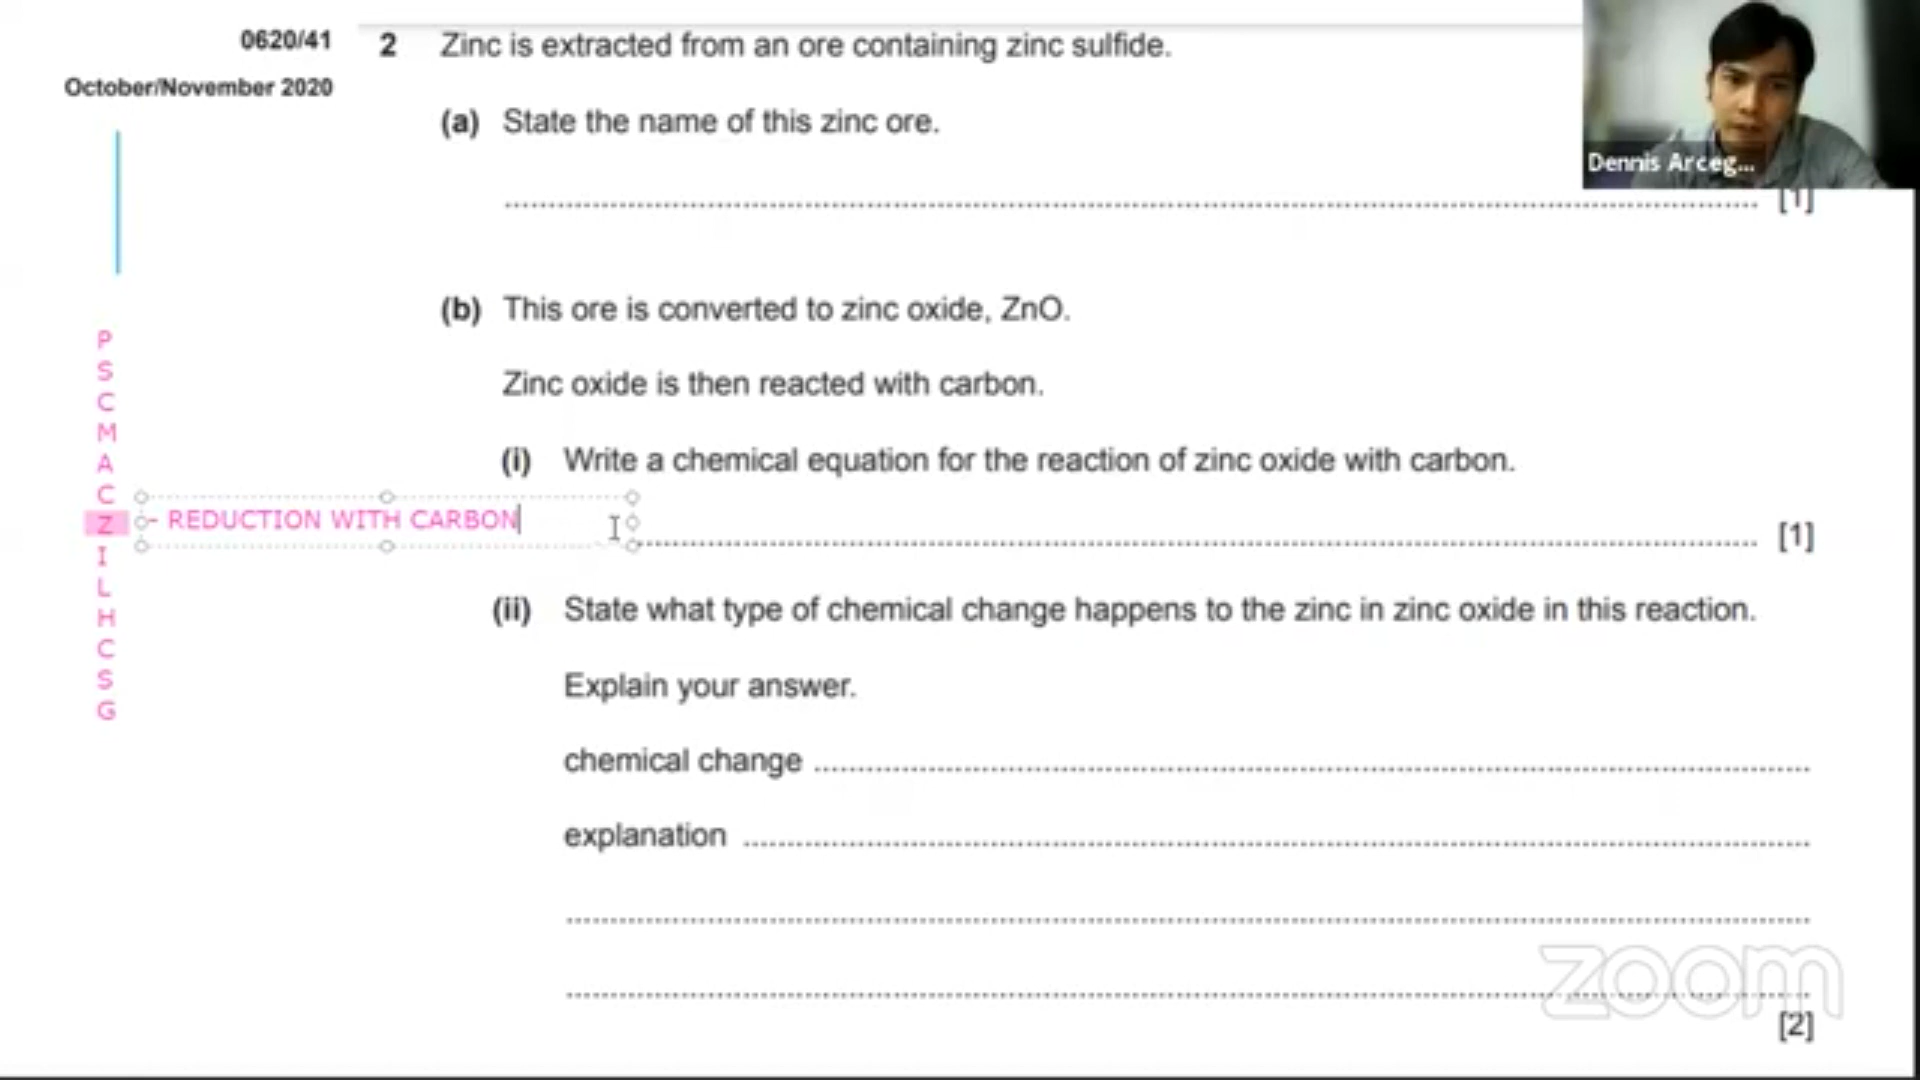 0620/41
October/November 2020
2 Zinc is extracted from an ore containing zinc sulfide.
(a) State the name of this zinc ore.
Dennis Arceg...
[1]
(b) This ore is converted to zinc oxide, ZnO.
Zinc oxide is then reacted with carbon.
(i) Write a chemical equation for the reaction of zinc oxide with carbon.
P
S
C
M
A
C
Z - REDUCTION WITH CARBON
I
L
H
C
S
G
[1]
(ii) State what type of chemical change happens to the zinc in zinc oxide in this reaction.
Explain your answer.
chemical change
explanation
zoom
[2]